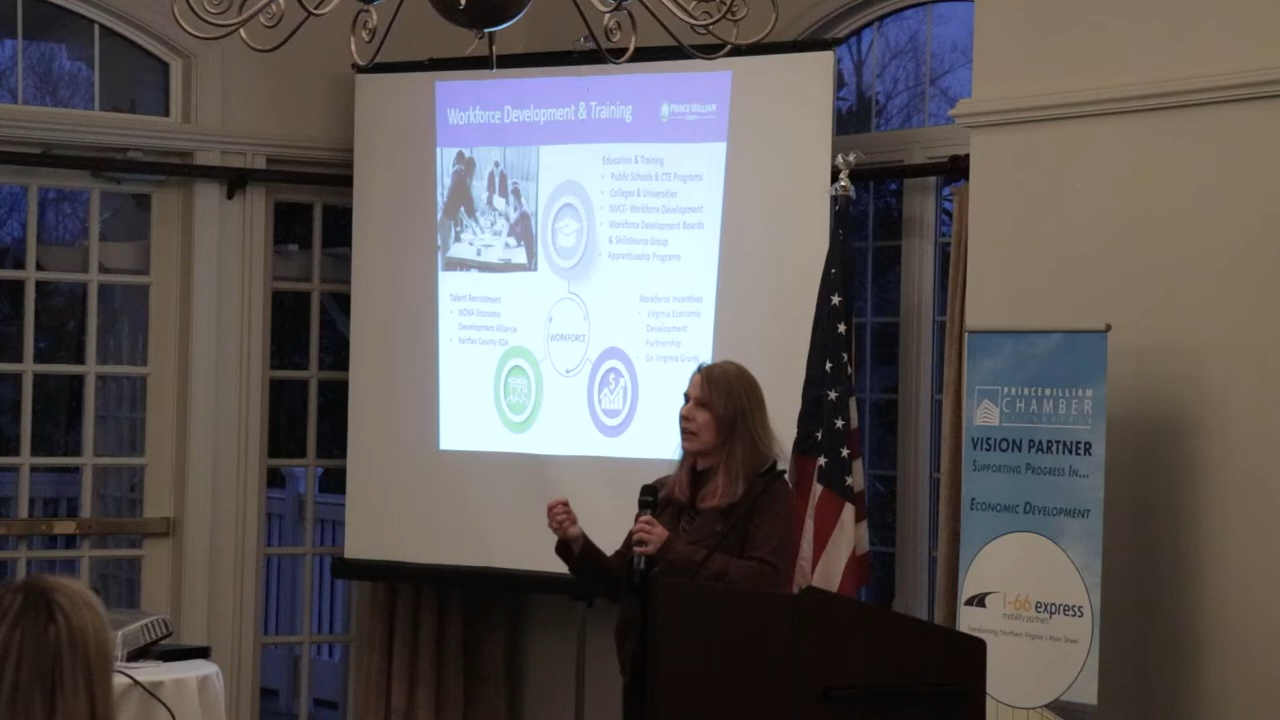 Workforce Development & Training
PRINCE WILLIAM
Education & Training
• Public Schools & CTE Programs
• Colleges & Universities
• NVCC- Workforce Development
• Workforce Development Boards
& SkillsSource Group
• Apprenticeship Programs
Talent Recruitment
• NOVA Economic
Development Alliance
• Fairfax County EDA
WORKFORCE
Workforce Incentives
• Virginia Economic
Development
Partnership
• Go Virginia Grants
$
PRINCE WILLIAM
CHAMBER
OF COMMERCE
VISION PARTNER
SUPPORTING PROGRESS IN...
ECONOMIC DEVELOPMENT
I-66 express
mobility partners
Transforming Northern Virginia's Main Street